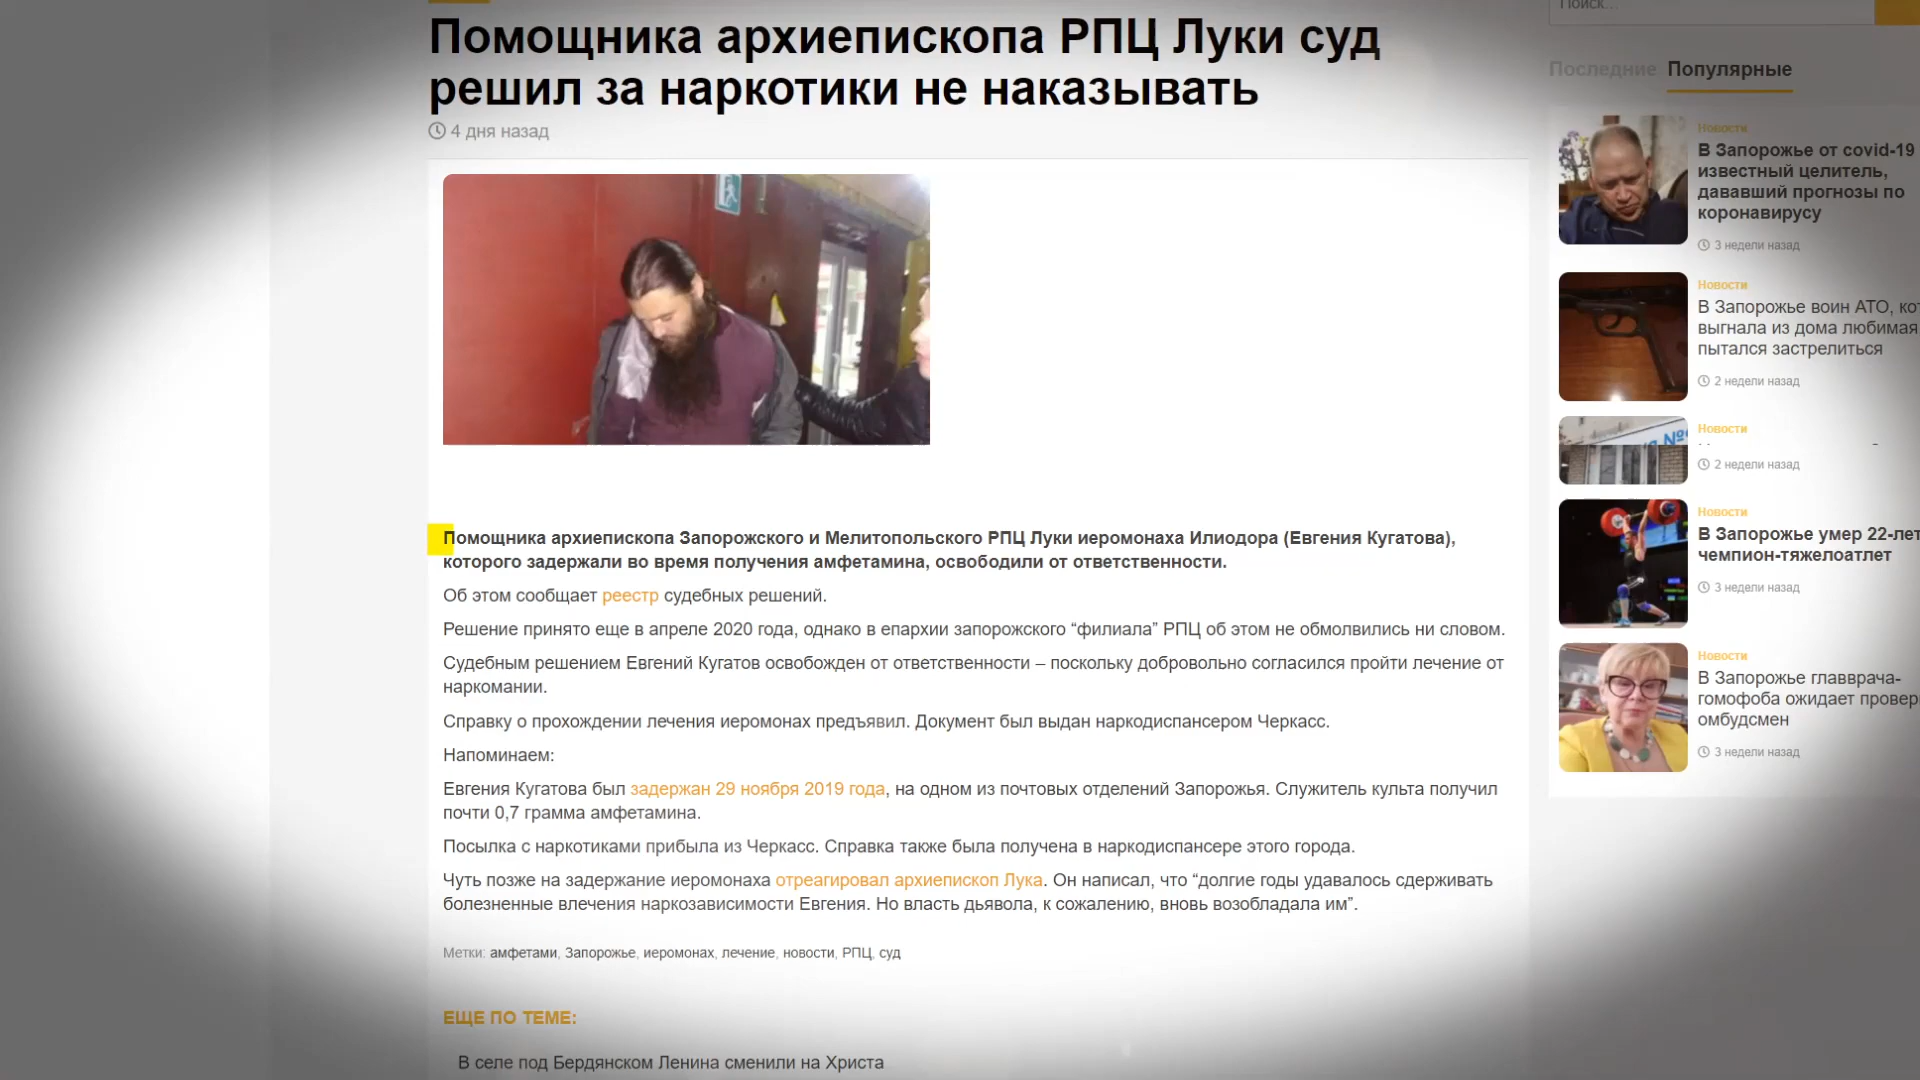 Помощника архиепископа РПЦ Луки суд
решил за наркотики не наказывать
4 дня назад
Помощника архиепископа Запорожского и Мелитопольского РПЦ Луки иеромонаха Илиодора (Евгения Кугатова),
которого задержали во время получения амфетамина, освободили от ответственности.
Об этом сообщает реестр судебных решений.
Решение принято еще в апреле 2020 года, однако в епархии запорожского “филиала” РПЦ об этом не обмолвились ни словом.
Судебным решением Евгений Кугатов освобожден от ответственности – поскольку добровольно согласился пройти лечение от
наркомании.
Справку о прохождении лечения иеромонах предъявил. Документ был выдан наркодиспансером Черкасс.
Напоминаем:
Евгения Кугатова был задержан 29 ноября 2019 года, на одном из почтовых отделений Запорожья. Служитель культа получил
почти 0,7 грамма амфетамина.
Посылка с наркотиками прибыла из Черкасс. Справка также была получена в наркодиспансере этого города.
Чуть позже на задержание иеромонаха отреагировал архиепископ Лука. Он написал, что “долгие годы удавалось сдерживать
болезненные влечения наркозависимости Евгения. Но власть дьявола, к сожалению, вновь возобладала им”.
Метки: амфетами, Запорожье, иеромонах, лечение, новости, РПЦ, суд
ЕЩЕ ПО ТЕМЕ:
В селе под Бердянском Ленина сменили на Христа
Поиск...
Последние Популярные
Новости
В Запорожье от covid-19
известный целитель,
дававший прогнозы по
коронавирусу
3 недели назад
Новости
В Запорожье воин АТО, ко
выгнала из дома любимая
пытался застрелиться
2 недели назад
Новости
2 недели назад
Новости
В Запорожье умер 22-лет
чемпион-тяжелоатлет
3 недели назад
Новости
В Запорожье главврача-
гомофоба ожидает провер
омбудсмен
3 недели назад